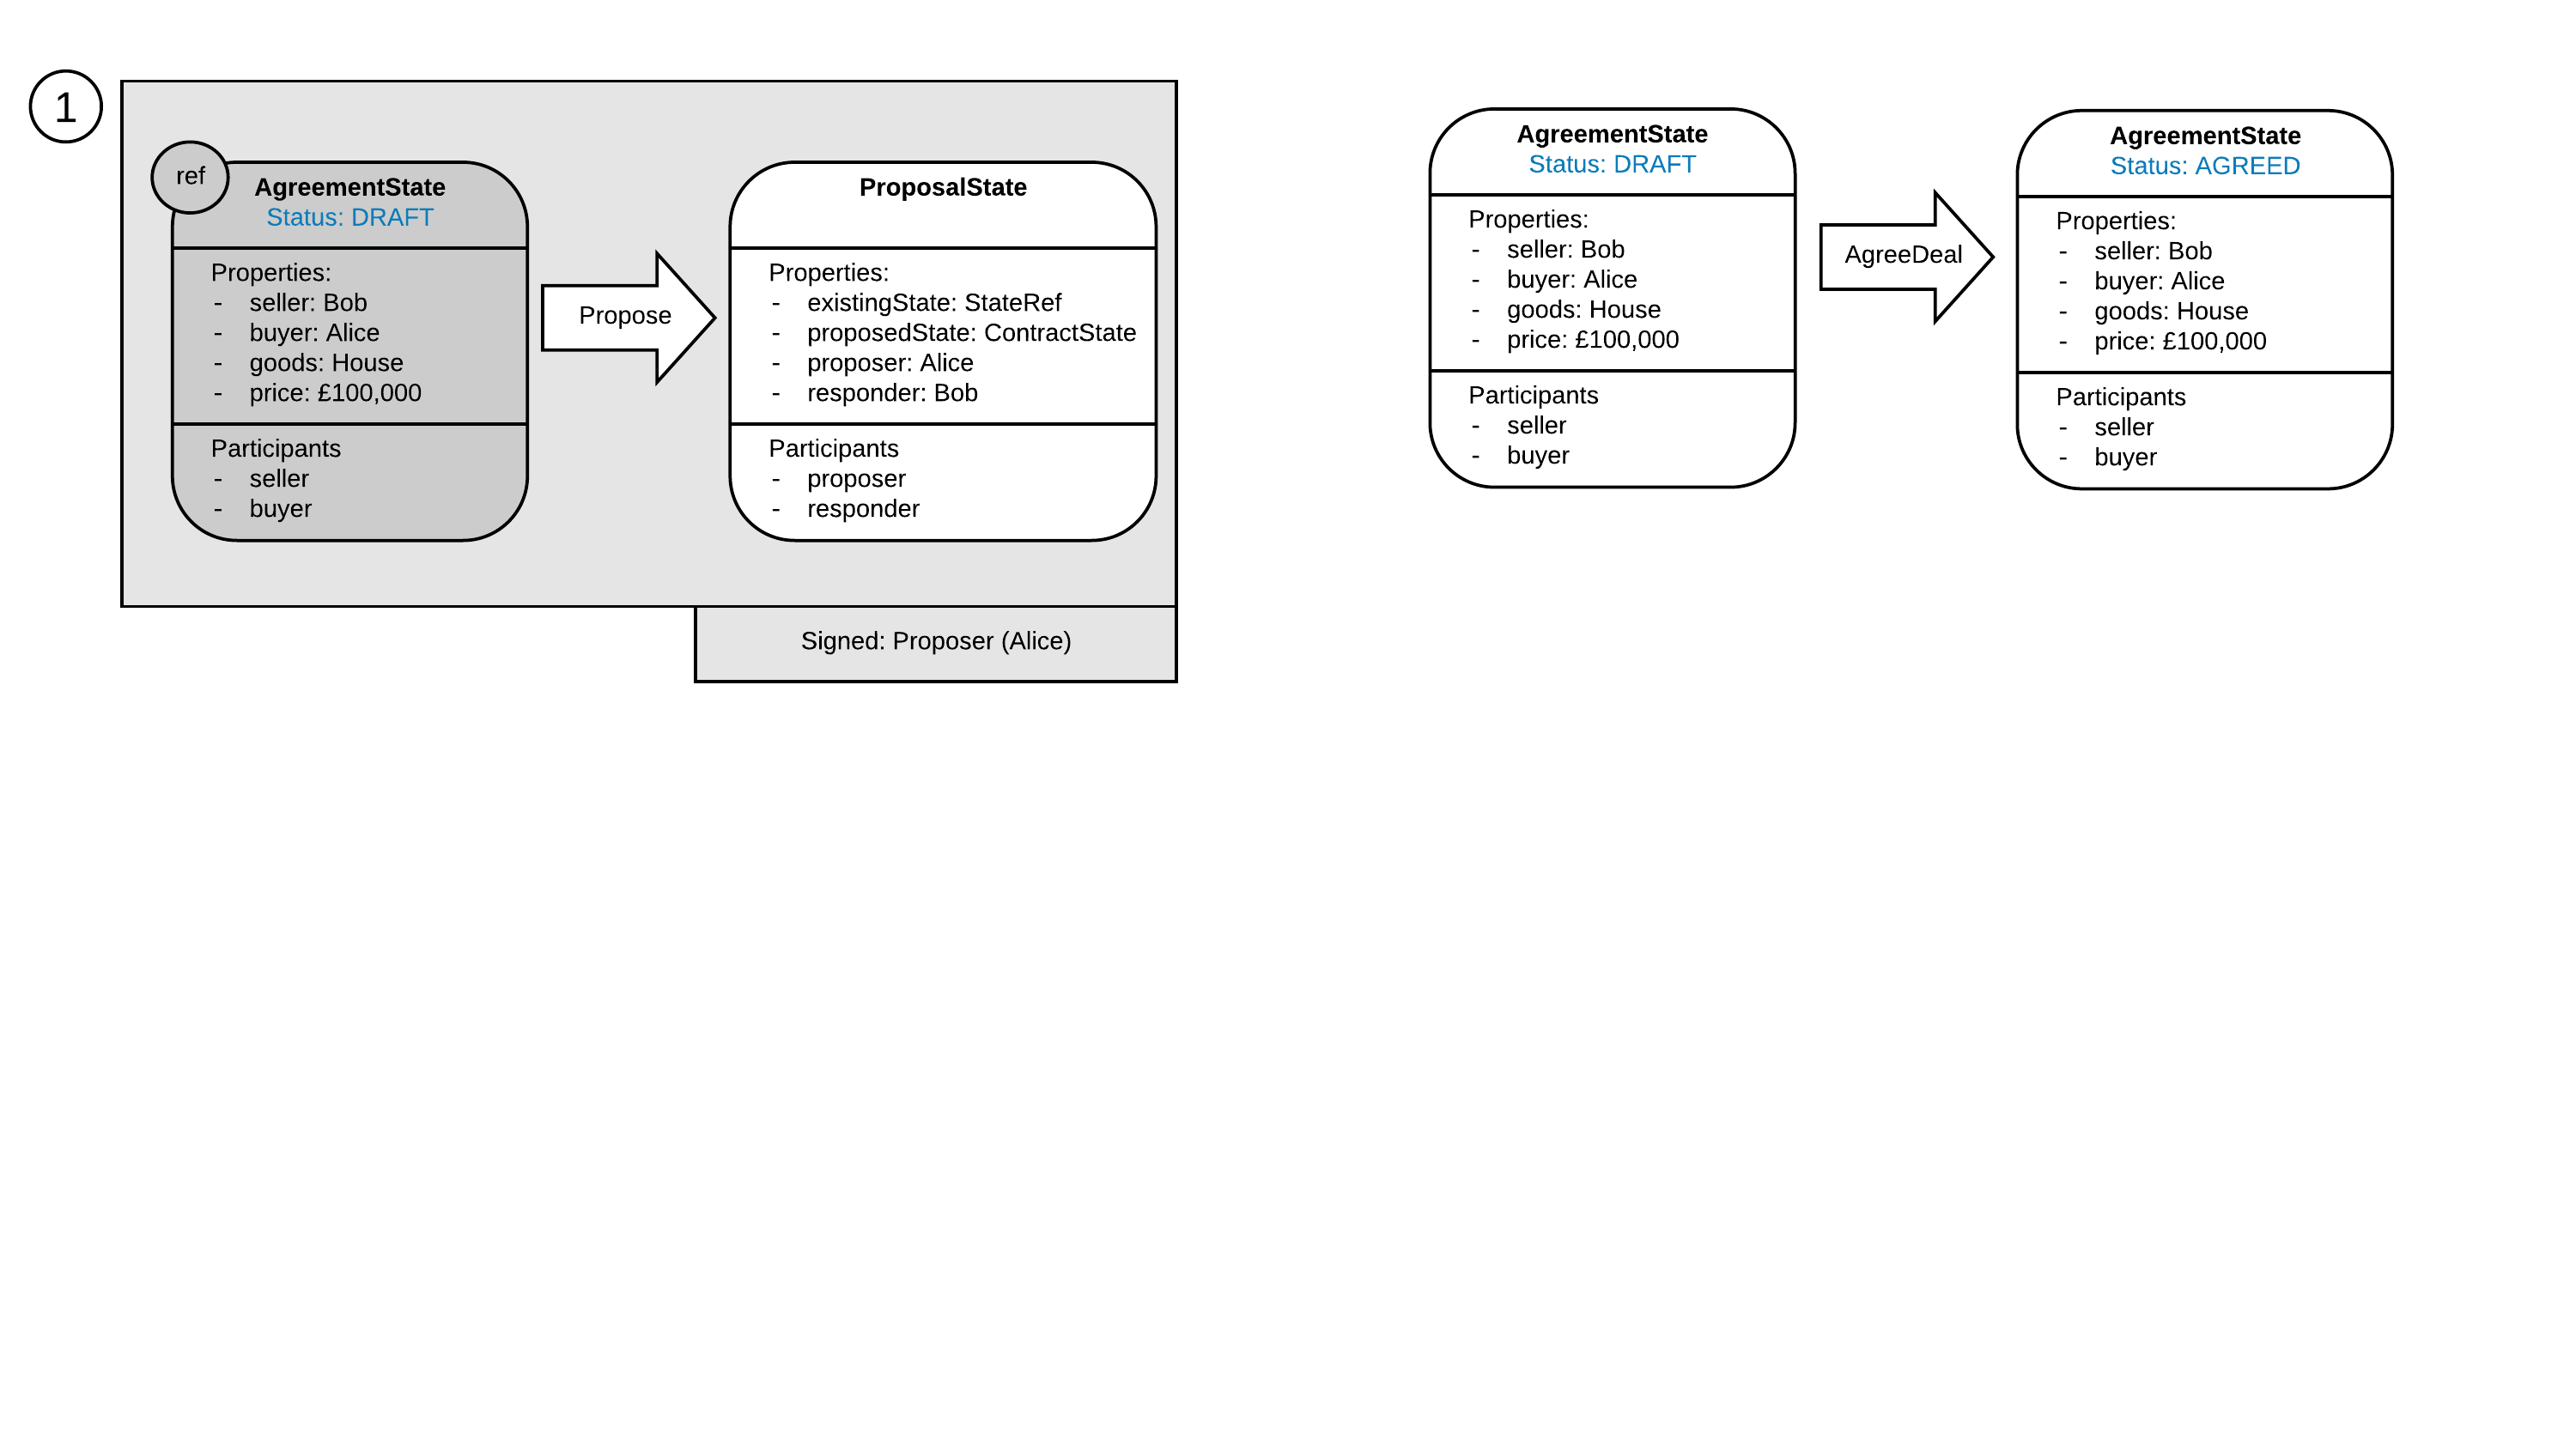 1
ref
AgreementState
Status: DRAFT
Properties:
- seller: Bob
- buyer: Alice
- goods: House
- price: £100,000
Participants
- seller
- buyer
Propose
ProposalState
Properties:
- existingState: StateRef
- proposedState: ContractState
- proposer: Alice
- responder: Bob
Participants
- proposer
- responder
Signed: Proposer (Alice)
AgreementState
Status: DRAFT
Properties:
- seller: Bob
- buyer: Alice
- goods: House
- price: £100,000
Participants
- seller
- buyer
AgreeDeal
AgreementState
Status: AGREED
Properties:
- seller: Bob
- buyer: Alice
- goods: House
- price: £100,000
Participants
- seller
- buyer